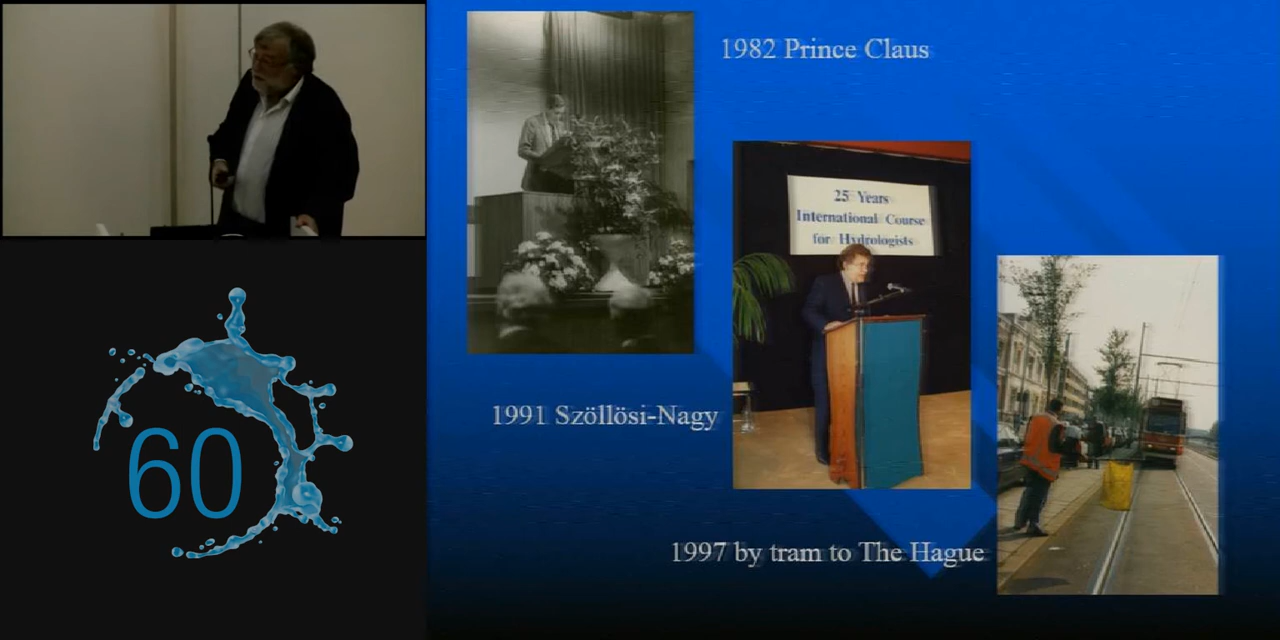 1982 Prince Claus
25 Years
International Course
for Hydrologists
1991 Szöllösi-Nagy
1997 by tram to The Hague
60